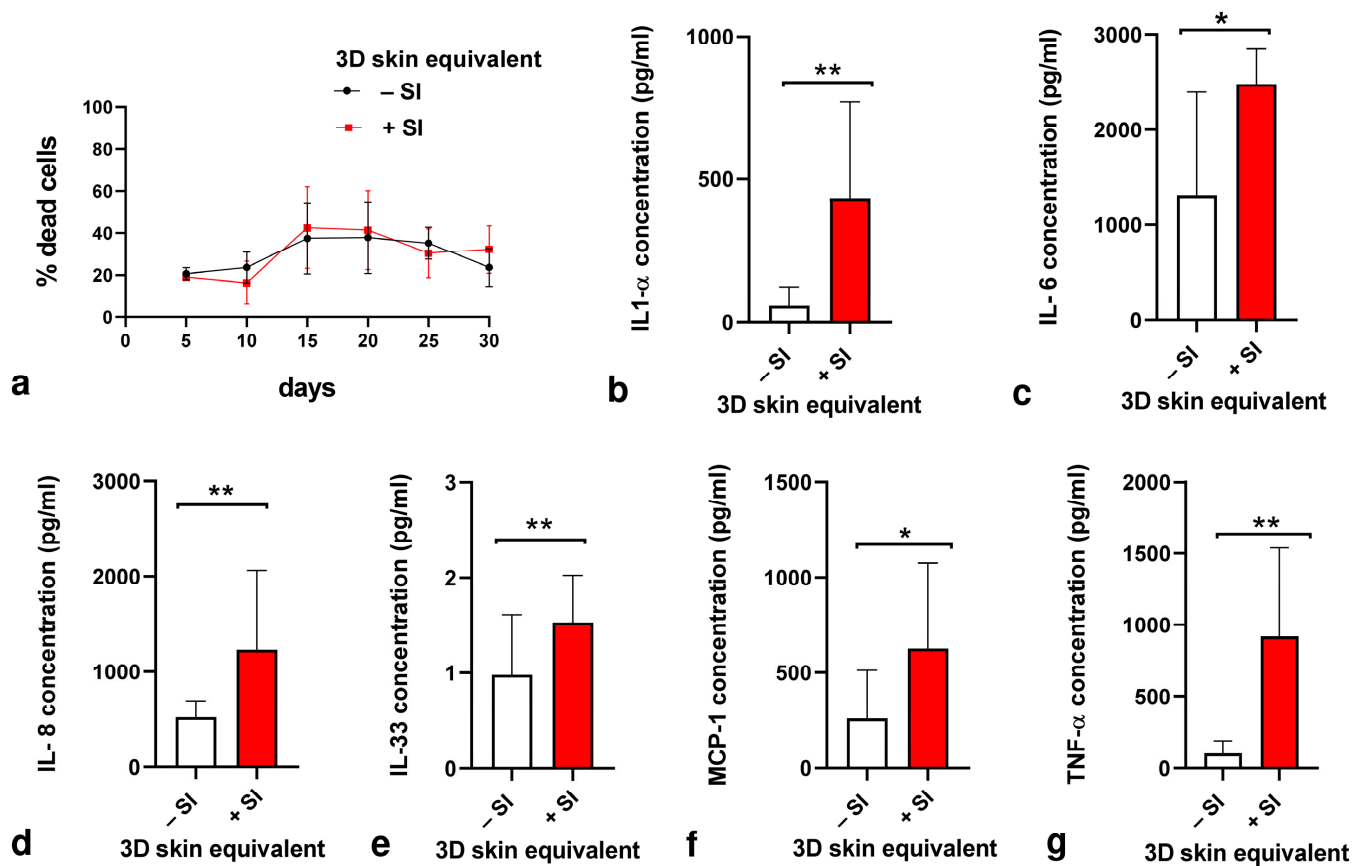 3D skin equivalent
– SI
+ SI
100
80
60
40
20
0
0 5 10 15 20 25 30
% dead cells
days
a
1000
500
0
IL1-α concentration (pg/ml)
**
– SI
+ SI
3D skin equivalent
b
3000
2000
1000
0
IL- 6 concentration (pg/ml)
*
– SI
+ SI
3D skin equivalent
c
3000
2000
1000
0
IL- 8 concentration (pg/ml)
**
– SI
+ SI
3D skin equivalent
d
3
2
1
0
IL-33 concentration (pg/ml)
**
– SI
+ SI
3D skin equivalent
e
1500
1000
500
0
MCP-1 concentration (pg/ml)
*
– SI
+ SI
3D skin equivalent
f
2000
1500
1000
500
0
TNF-α concentration (pg/ml)
**
– SI
+ SI
3D skin equivalent
g